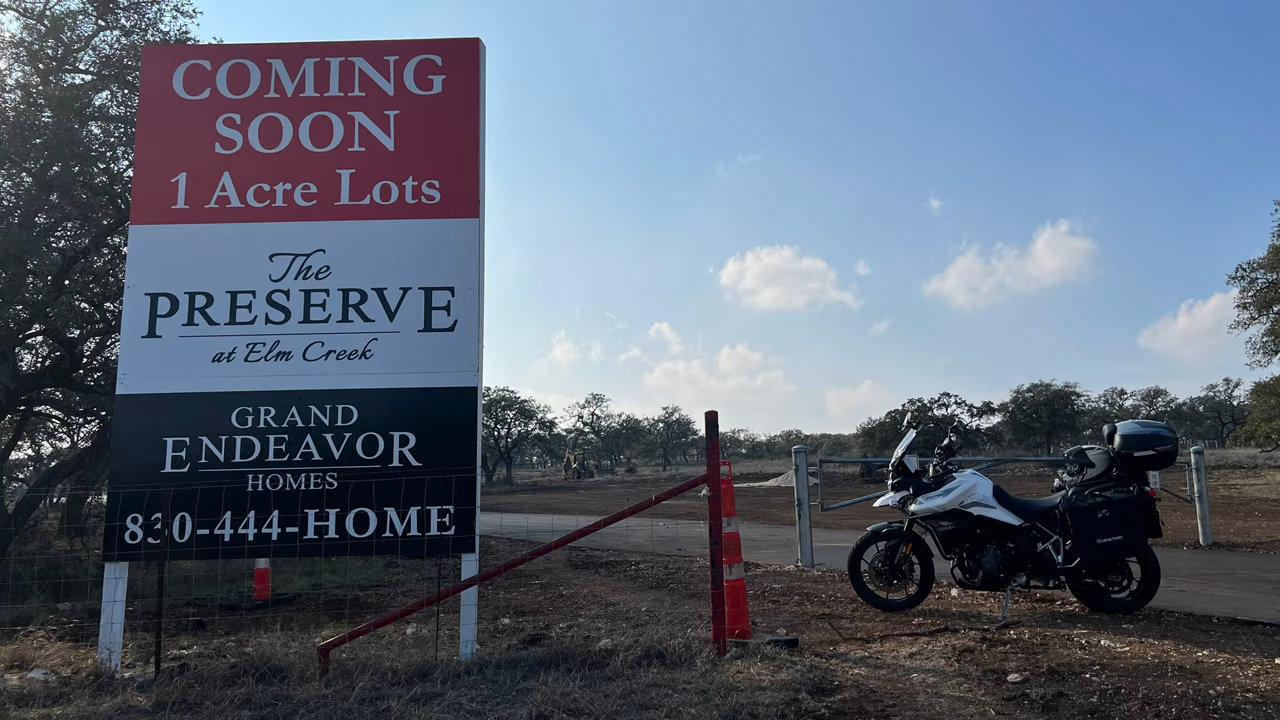 COMING
SOON
1 Acre Lots
The
PRESERVE
at Elm Creek
GRAND
ENDEAVOR
HOMES
830-444-HOME